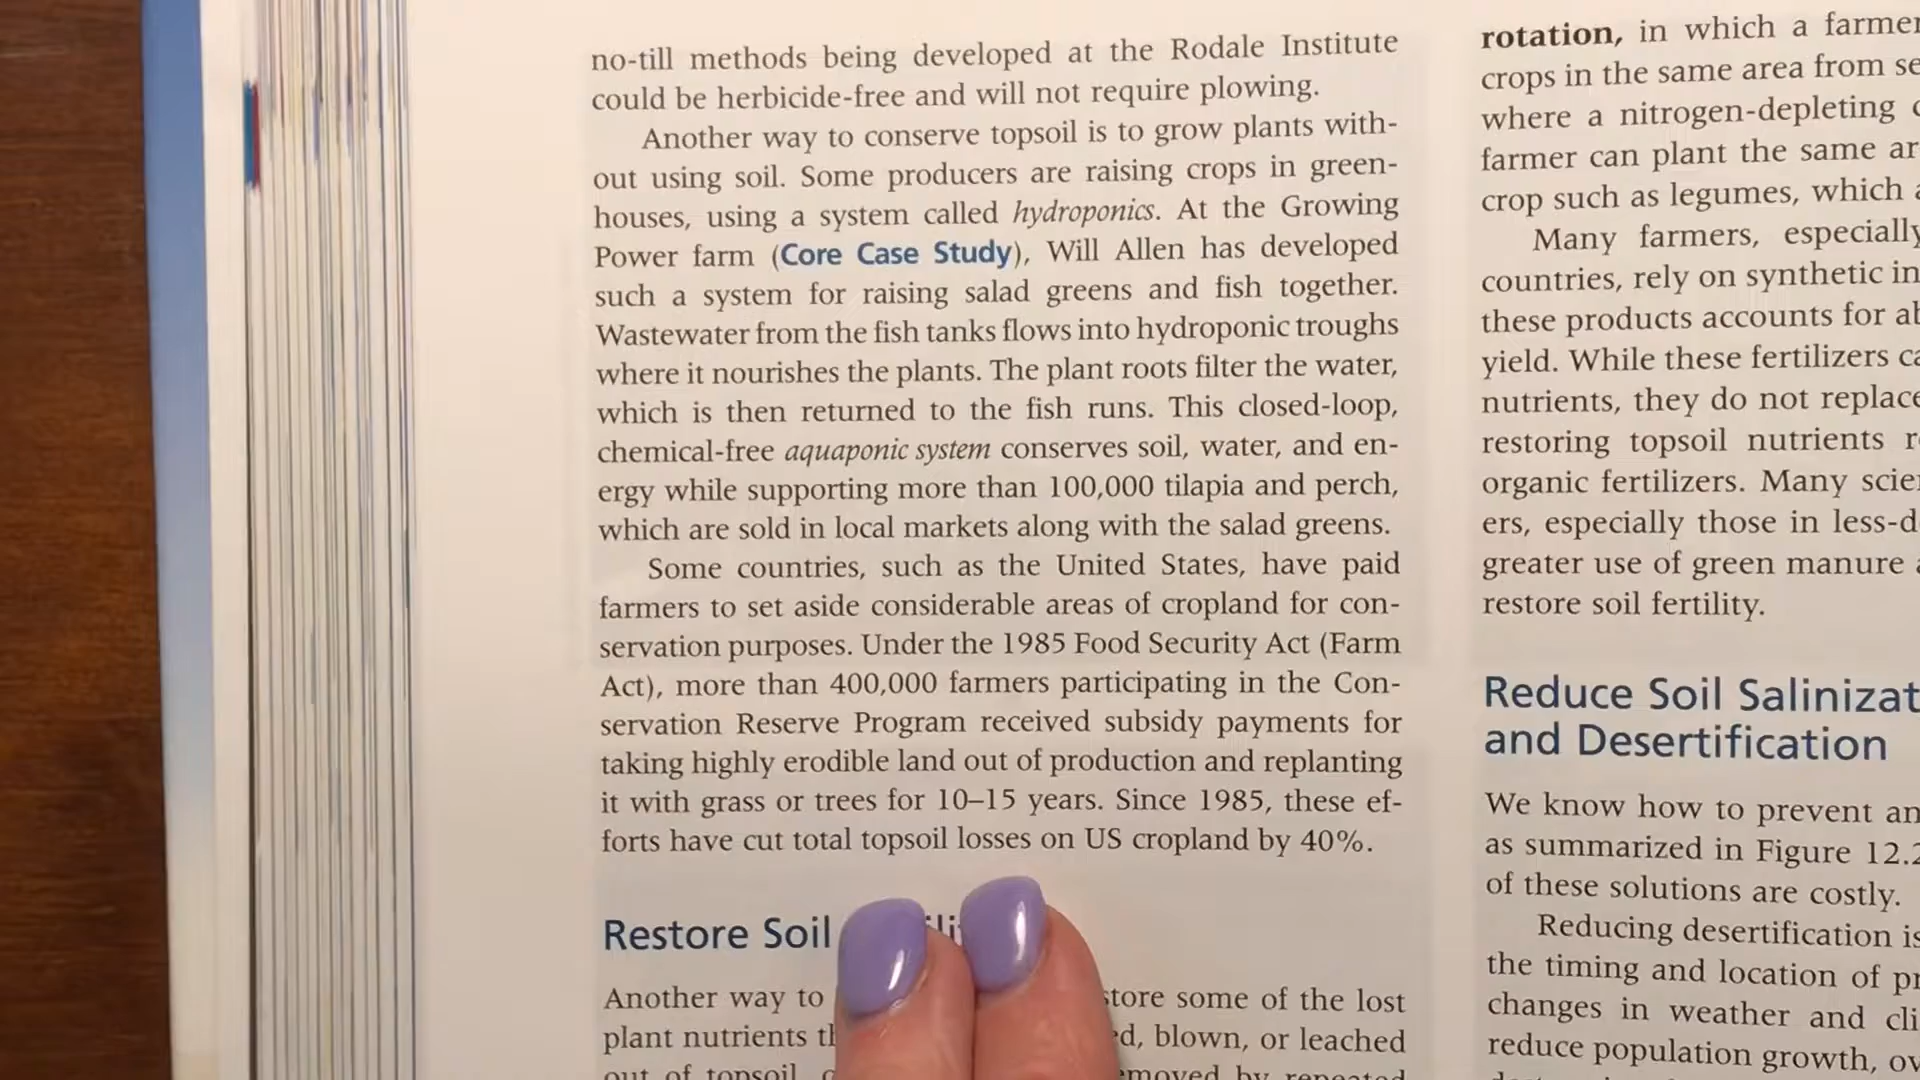 no-till methods being developed at the Rodale Institute
could be herbicide-free and will not require plowing.
Another way to conserve topsoil is to grow plants with-
out using soil. Some producers are raising crops in green-
houses, using a system called hydroponics. At the Growing
Power farm (Core Case Study), Will Allen has developed
such a system for raising salad greens and fish together.
Wastewater from the fish tanks flows into hydroponic troughs
where it nourishes the plants. The plant roots filter the water,
which is then returned to the fish runs. This closed-loop,
chemical-free aquaponic system conserves soil, water, and en-
ergy while supporting more than 100,000 tilapia and perch,
which are sold in local markets along with the salad greens.
Some countries, such as the United States, have paid
farmers to set aside considerable areas of cropland for con-
servation purposes. Under the 1985 Food Security Act (Farm
Act), more than 400,000 farmers participating in the Con-
servation Reserve Program received subsidy payments for
taking highly erodible land out of production and replanting
it with grass or trees for 10–15 years. Since 1985, these ef-
forts have cut total topsoil losses on US cropland by 40%.
Restore Soil
Another way to some of the lost
plant nutrients blown, or leached
out of topsoil by repeated
rotation, in which a farmer
crops in the same area from
where a nitrogen-depleting
farmer can plant the same
crop such as legumes, which
Many farmers, especially
countries, rely on synthetic
these products accounts for
yield. While these fertilizers
nutrients, they do not replace
restoring topsoil nutrients
organic fertilizers. Many
ers, especially those in
greater use of green manure
restore soil fertility.
Reduce Soil
and Desertification
We know how to prevent
as summarized in Figure
of these solutions are costly.
Reducing desertification is
the timing and location of
changes in weather and
reduce population growth,